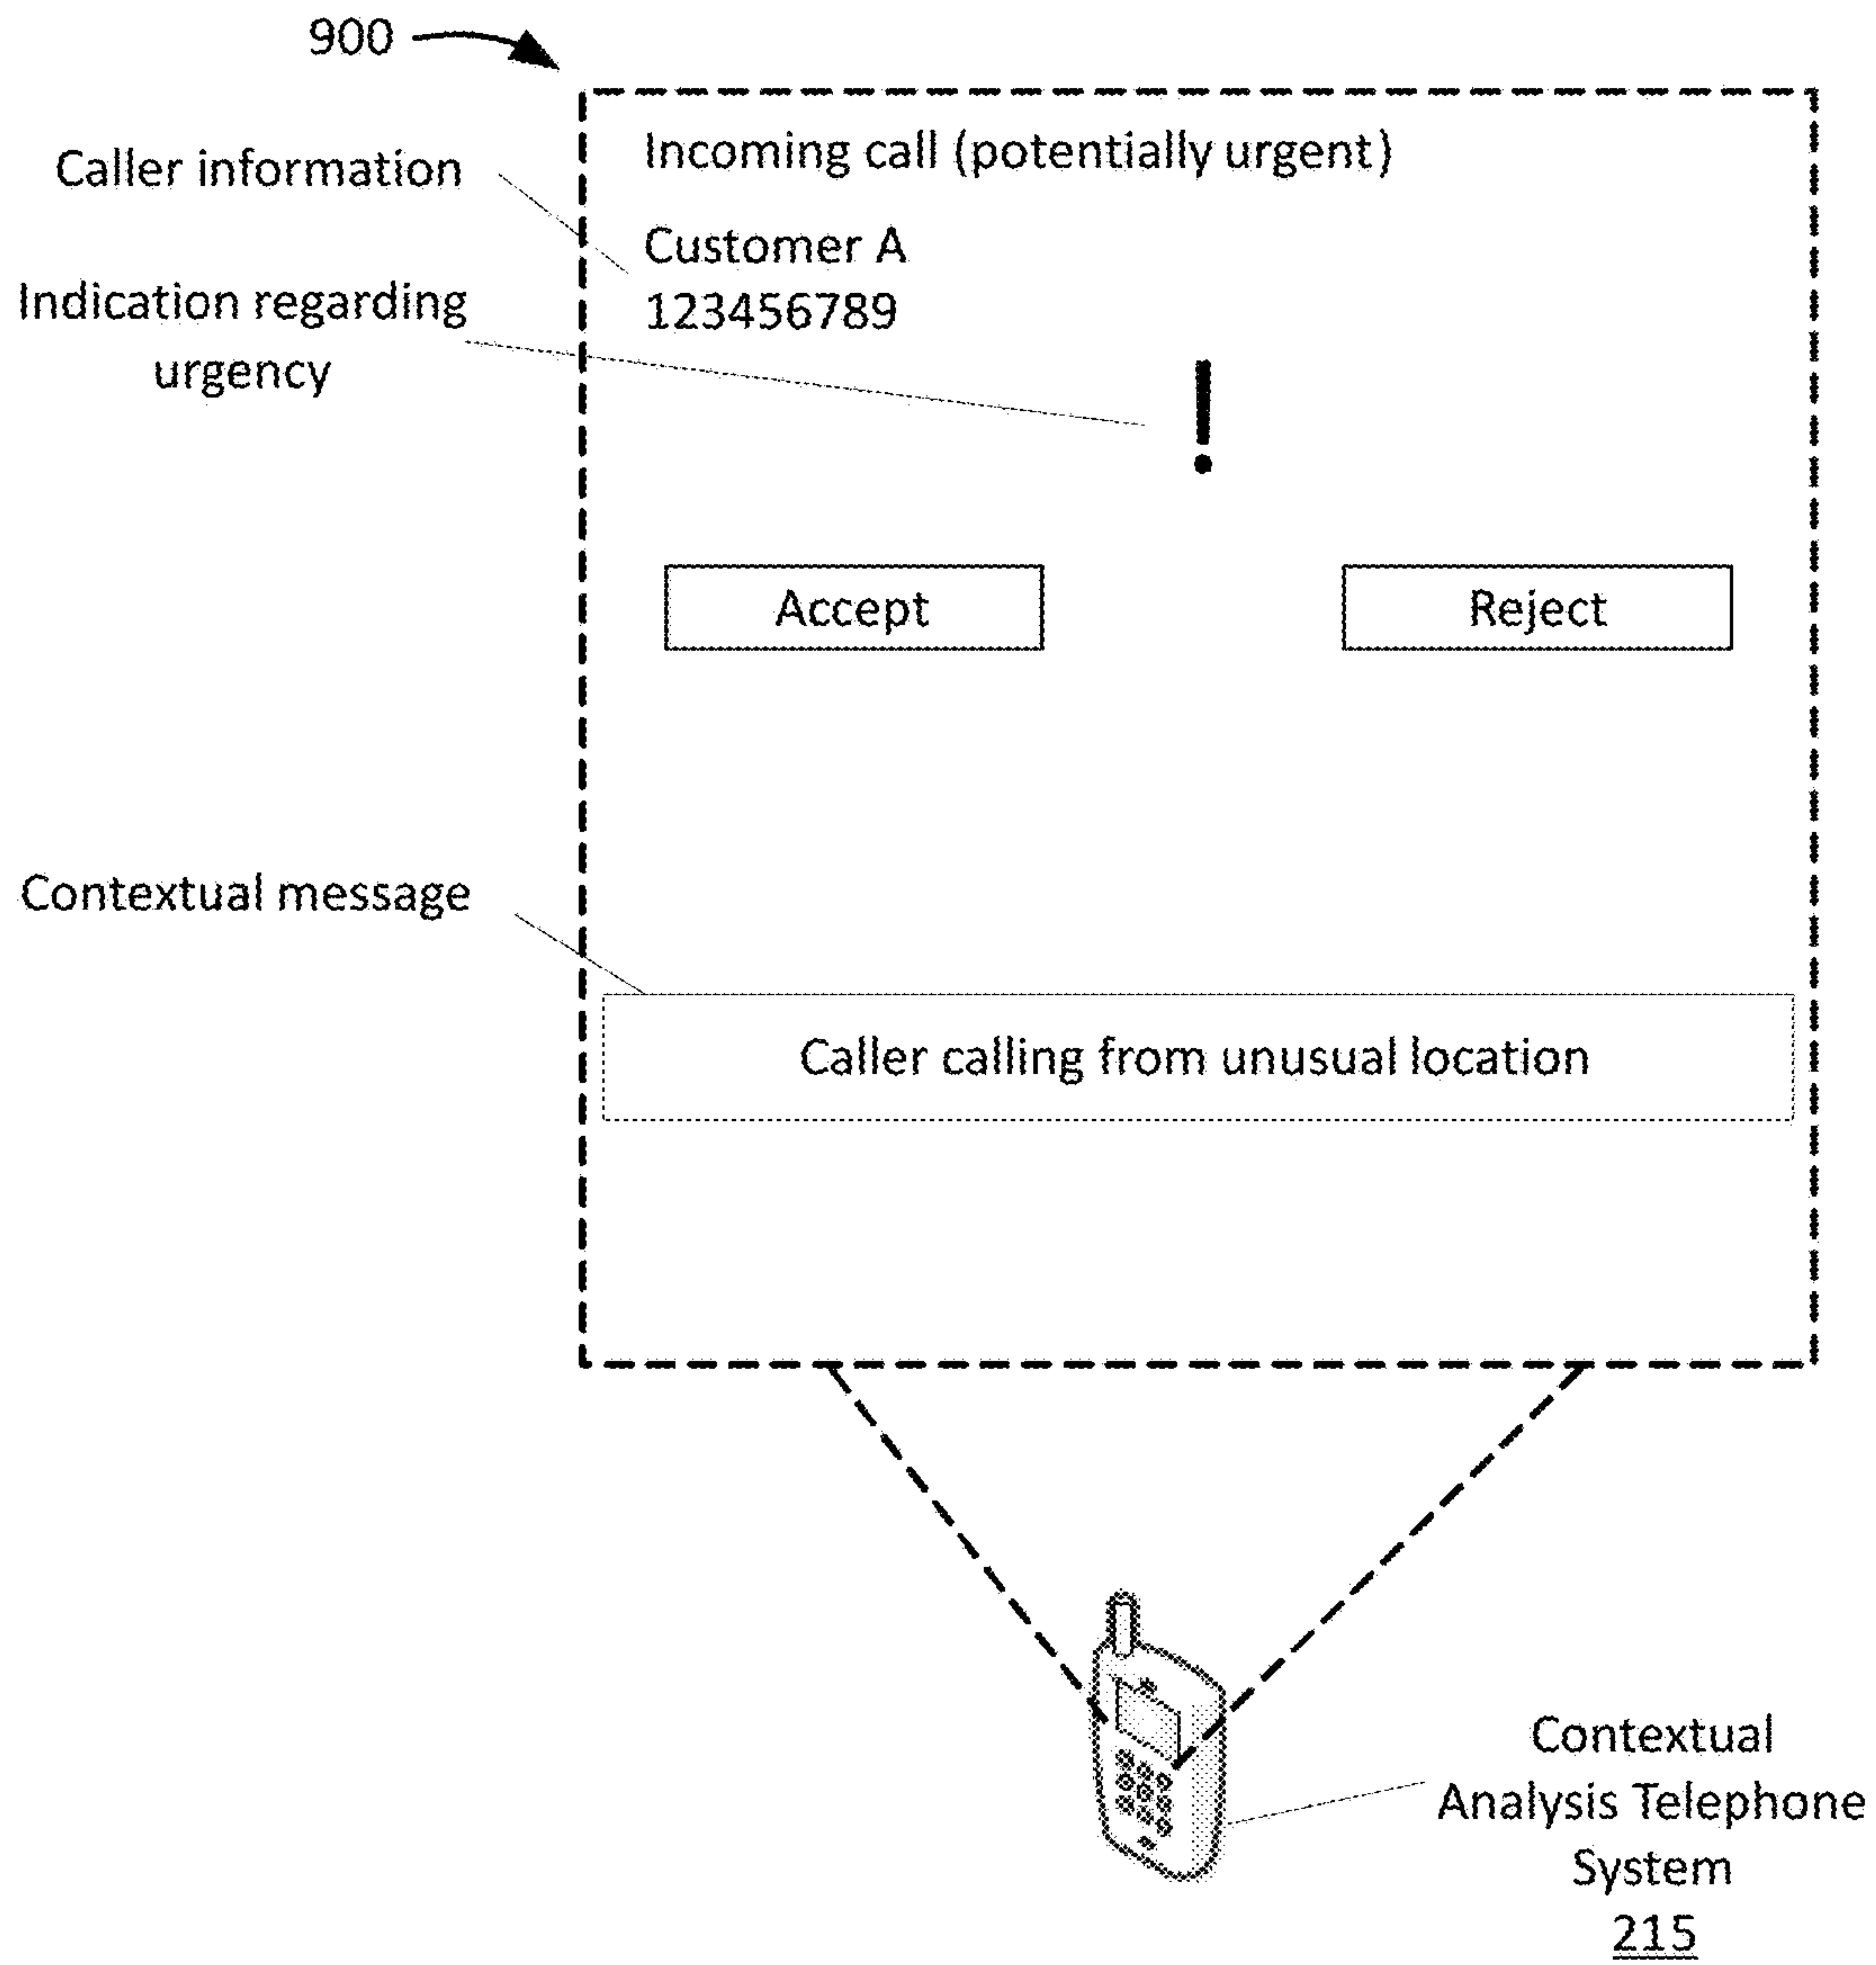 900
Incoming call (potentially urgent)
Caller information
Customer A
123456789
Indication regarding
urgency
!
Accept
Reject
Contextual message
Caller calling from unusual location
Contextual
Analysis Telephone
System
215